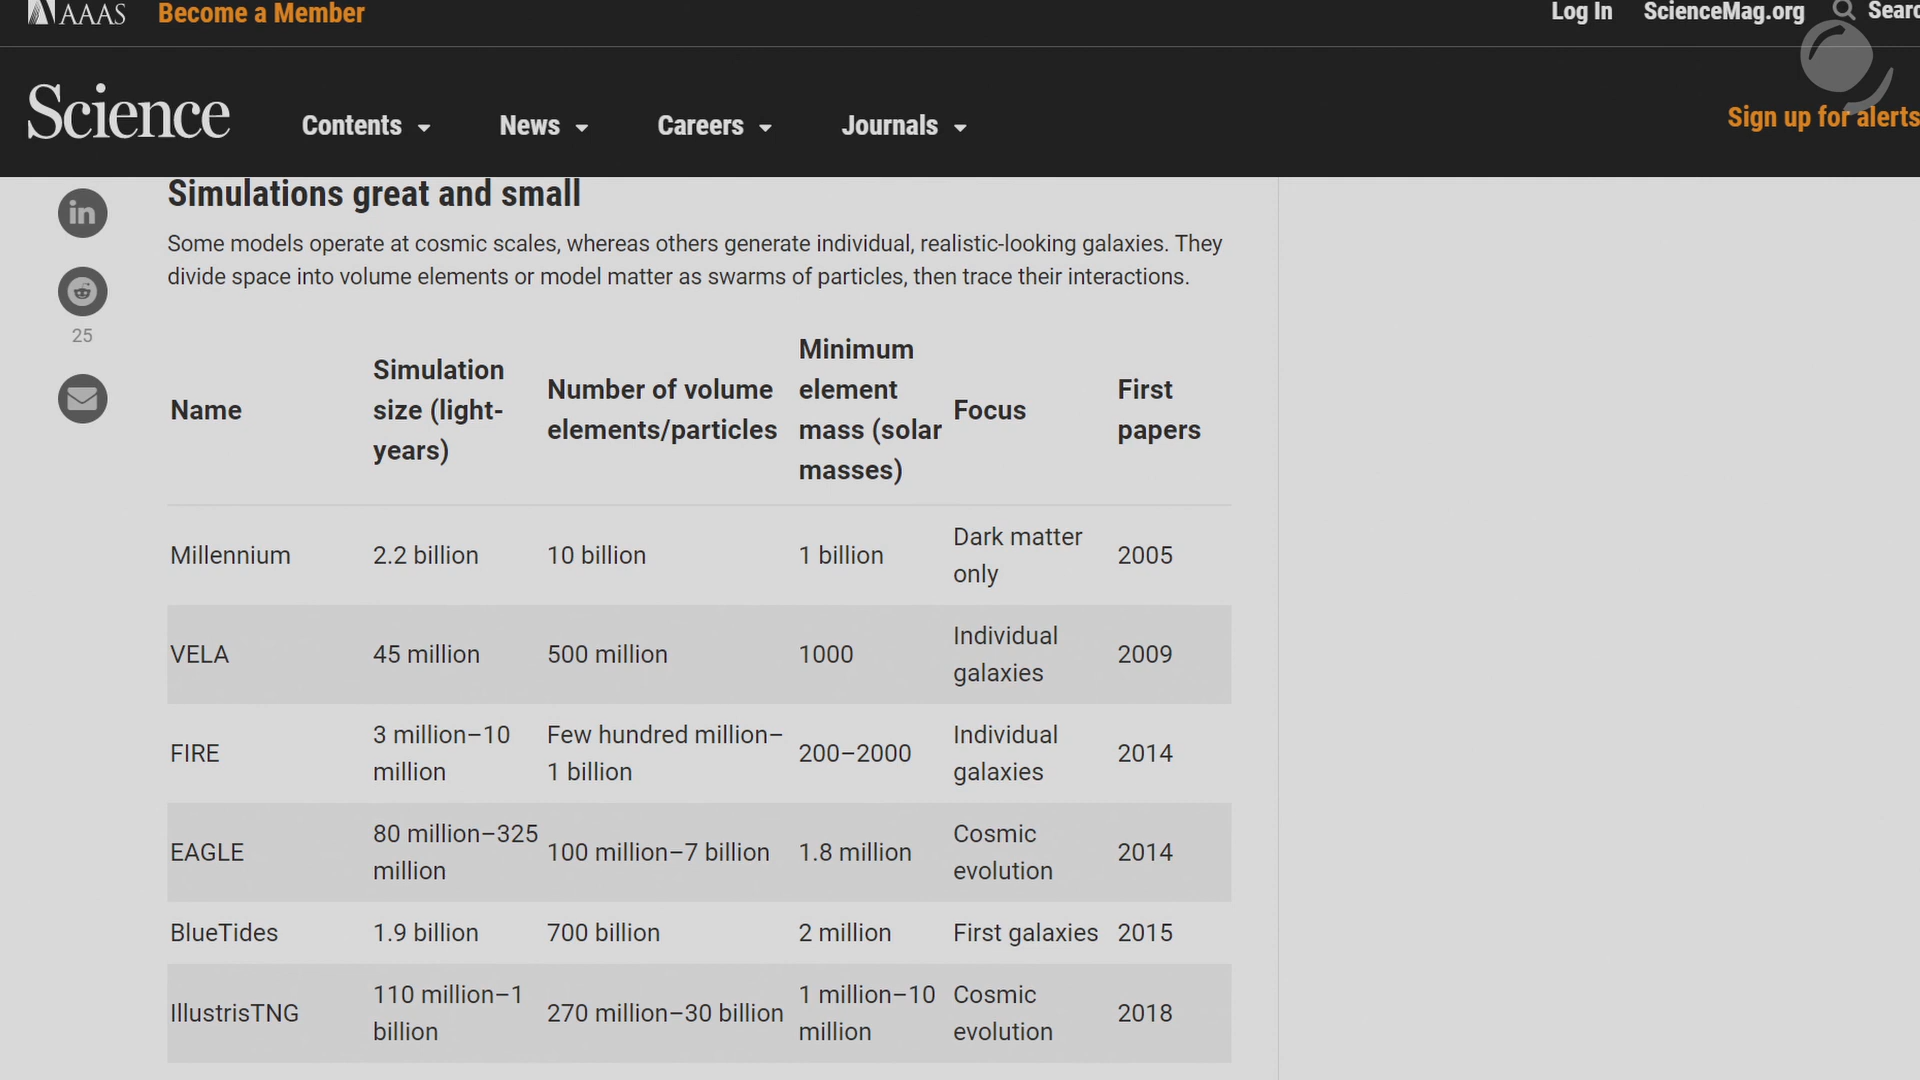 AAAS Become a Member Log In ScienceMag.org Searc
Science Contents News Careers Journals Sign up for alerts
Simulations great and small
Some models operate at cosmic scales, whereas others generate individual, realistic-looking galaxies. They
divide space into volume elements or model matter as swarms of particles, then trace their interactions.
25
Name
Simulation
size (light-
years)
Number of volume
elements/particles
Minimum
element
mass (solar
masses)
Focus
First
papers
Millennium
2.2 billion
10 billion
1 billion
Dark matter
only
2005
VELA
45 million
500 million
1000
Individual
galaxies
2009
FIRE
3 million–10
million
Few hundred million–
1 billion
200–2000
Individual
galaxies
2014
EAGLE
80 million–325
million
100 million–7 billion
1.8 million
Cosmic
evolution
2014
BlueTides
1.9 billion
700 billion
2 million
First galaxies
2015
IllustrisTNG
110 million–1
billion
270 million–30 billion
1 million–10
million
Cosmic
evolution
2018